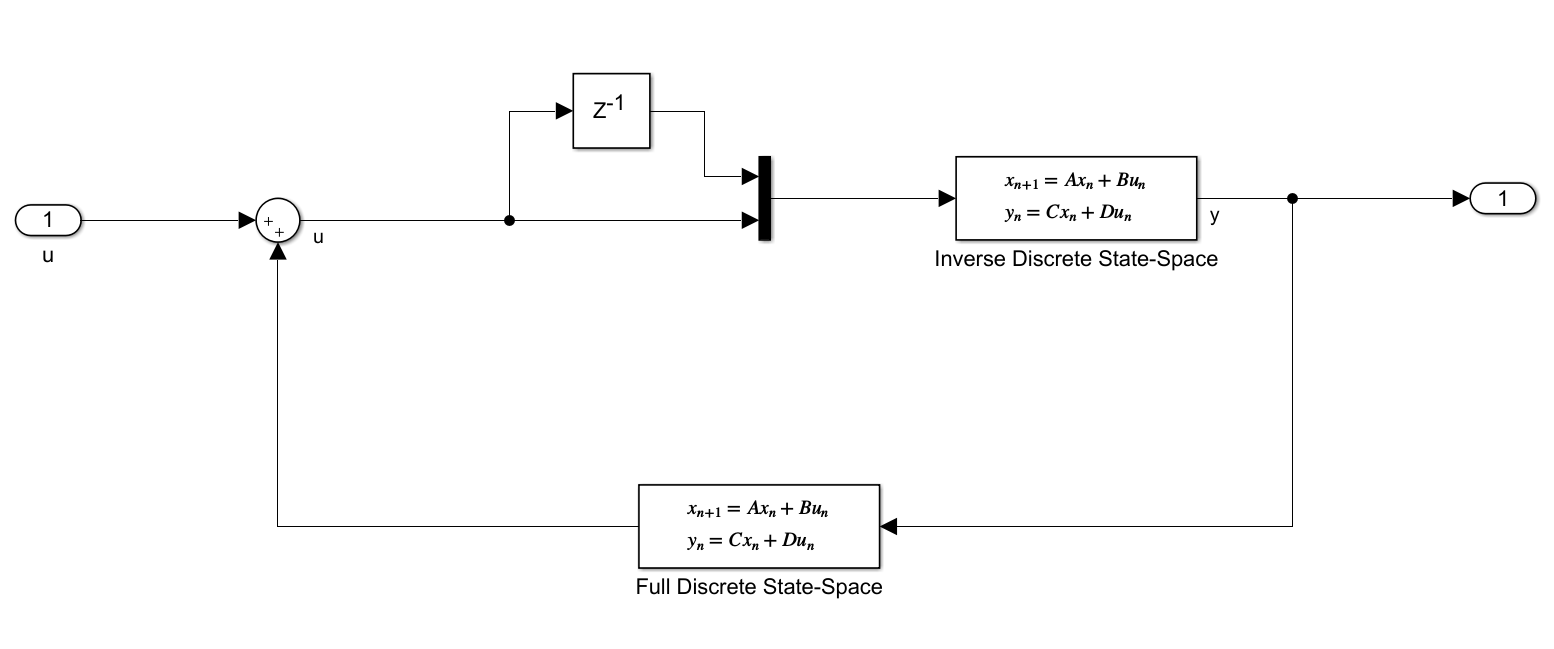 Z-1
1
u
+
+
u
xn+1 = Axn + Bun
yn = Cxn + Dun
y
Inverse Discrete State-Space
1
xn+1 = Axn + Bun
yn = Cxn + Dun
Full Discrete State-Space